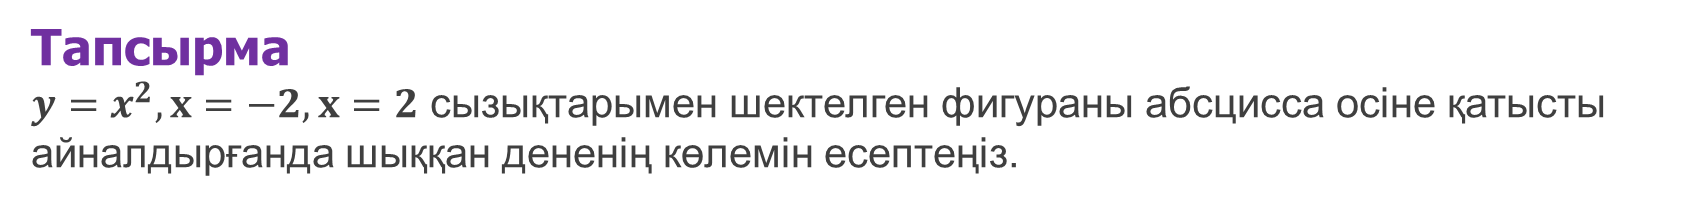 Тапсырма
y = x², x = −2, x = 2 сызықтарымен шектелген фигураны абсцисса осіне қатысты
айналдырғанда шыққан дененің көлемін есептеңіз.